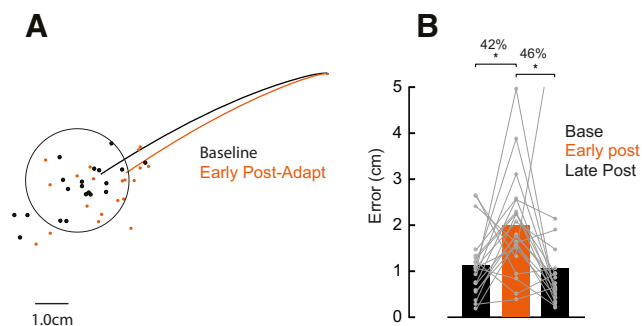 A
Baseline
Early Post-Adapt
1.0cm
B
42%
46%
*
*
Error (cm)
5
4
3
2
1
0
Base
Early post
Late Post